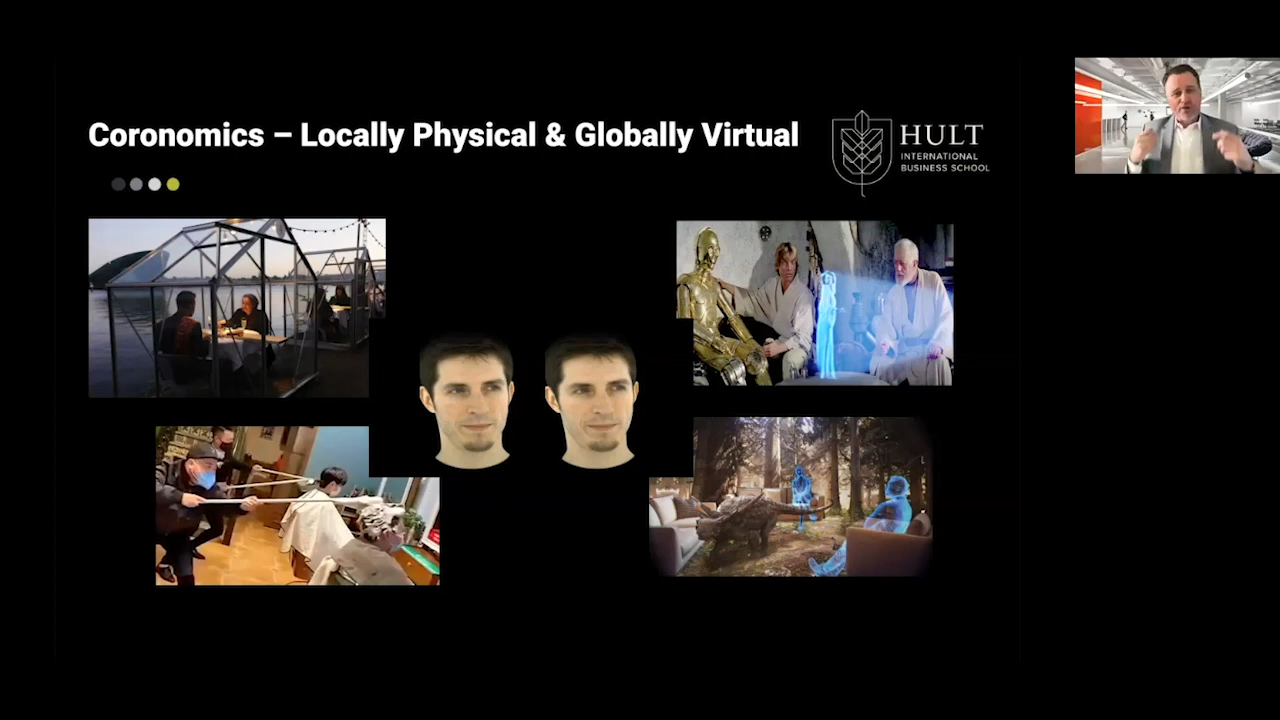 Coronomics – Locally Physical & Globally Virtual
HULT
INTERNATIONAL
BUSINESS SCHOOL